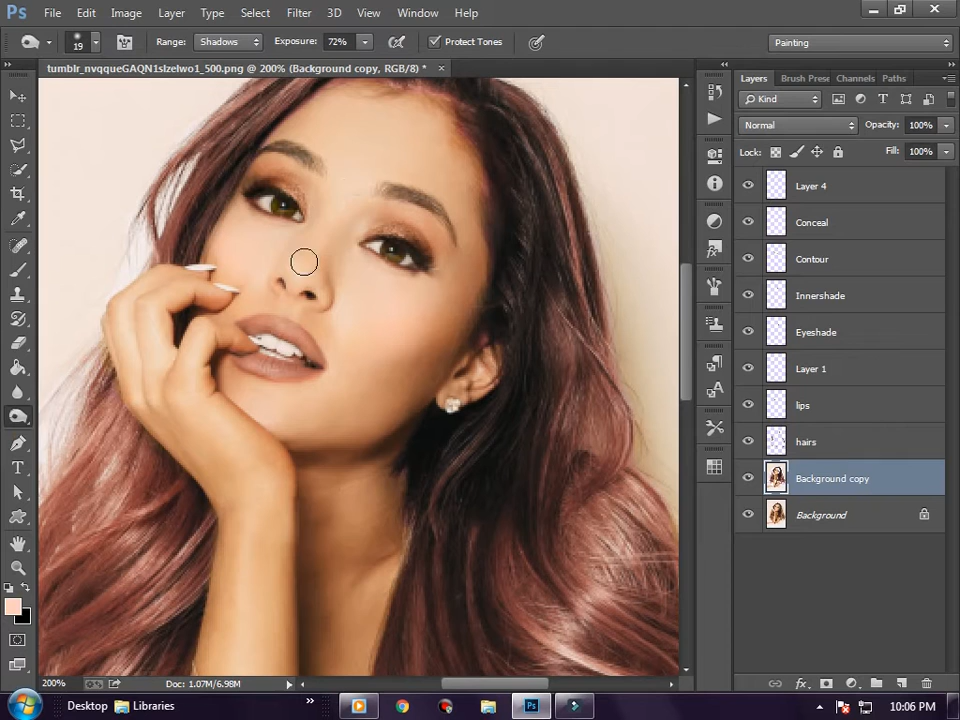 Ps File Edit Image Layer Type Select Filter 3D View Window Help
19 Range: Shadows Exposure: 72% Protect Tones Painting
tumblr_nvqqueGAQN1slzelwo1_500.png @ 200% (Background copy, RGB/8) *
Layers Brush Prese Channels Paths
Kind
Normal Opacity: 100%
Lock: Fill: 100%
Layer 4
Conceal
Contour
Innershade
Eyeshade
Layer 1
lips
hairs
Background copy
Background
200% Doc: 1.07M/6.98M
Desktop Libraries Ps 10:06 PM